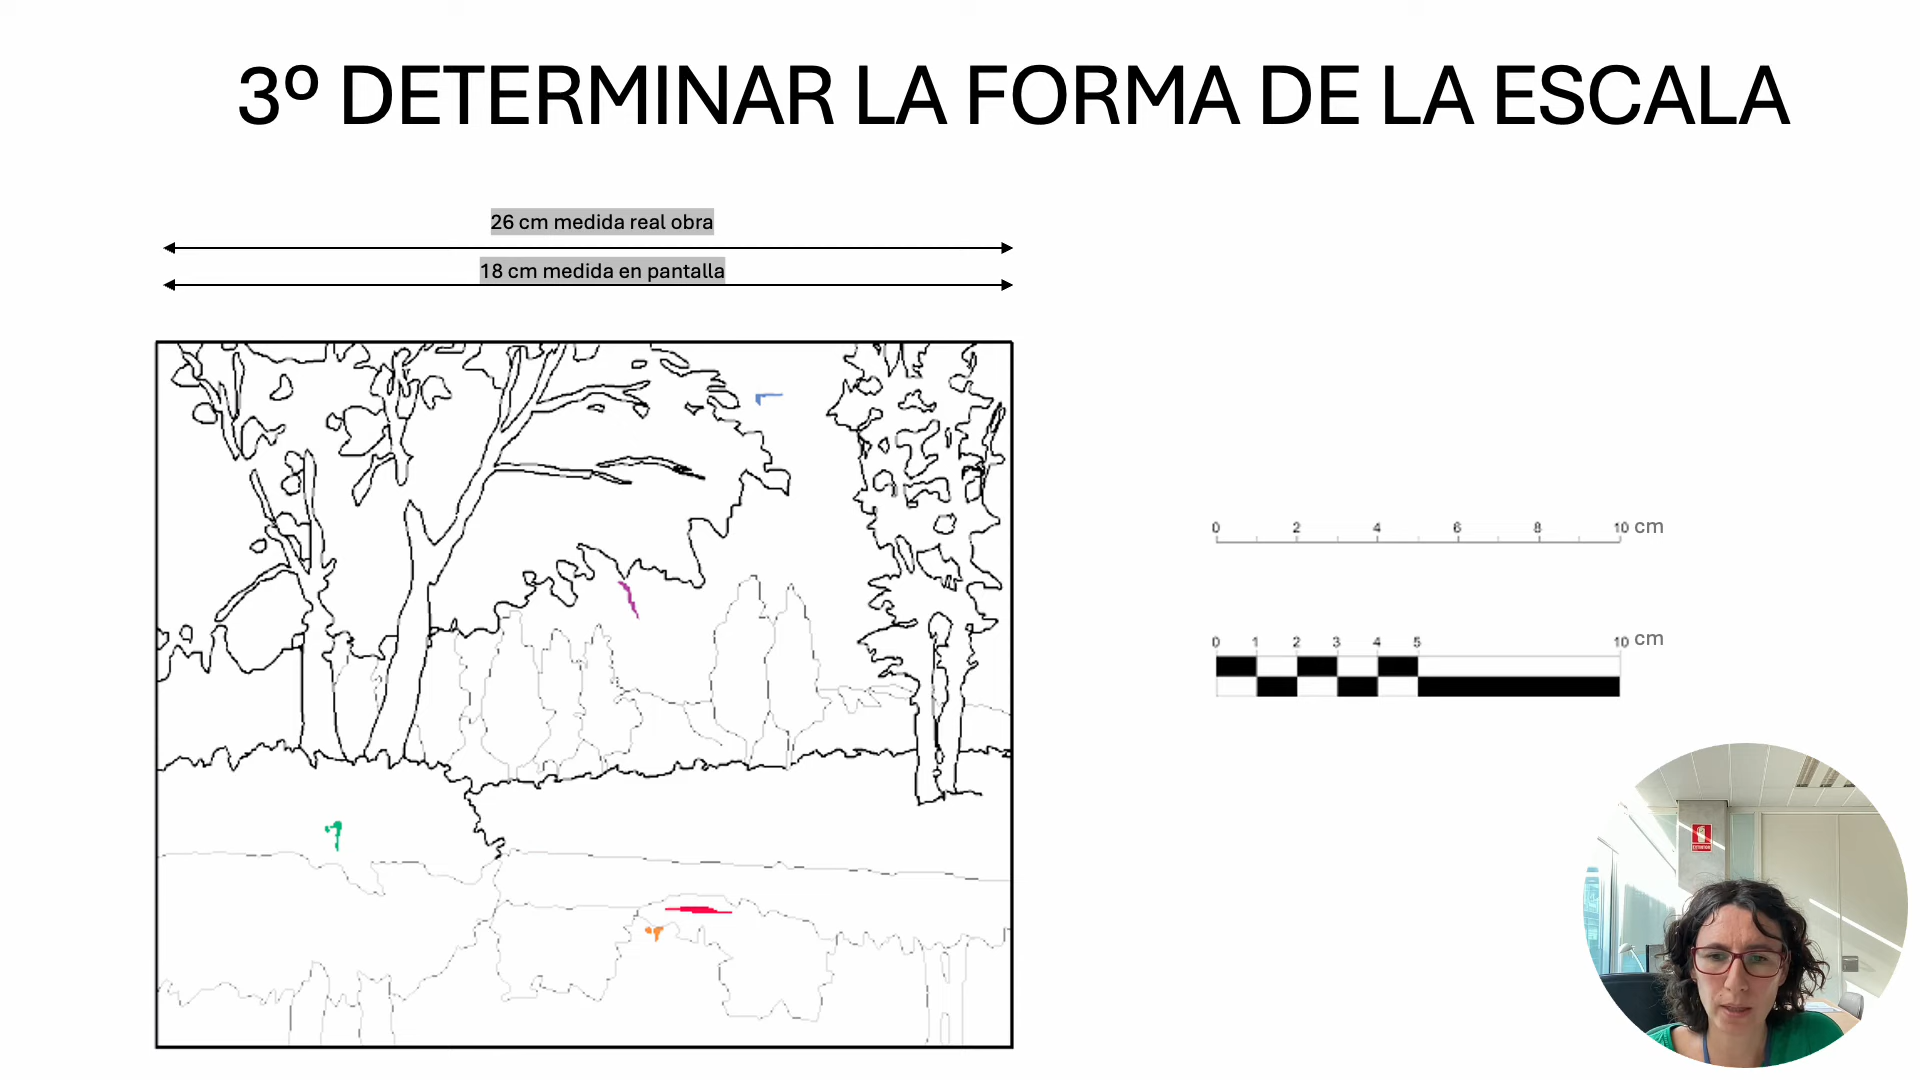 3º DETERMINAR LA FORMA DE LA ESCALA
26 cm medida real obra
18 cm medida en pantalla
0 2 4 6 8 10 cm
0 1 2 3 4 5 10 cm